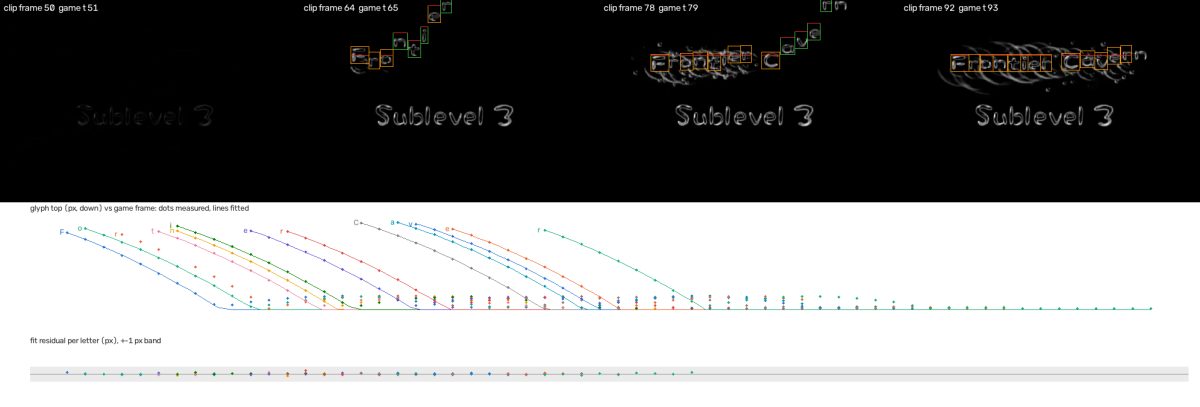 clip frame 50 game t 51
clip frame 64 game t 65
clip frame 78 game t 79
clip frame 92 game t 93
F r o n t i e r
Frontier Cave r n
Frontier Cavern
Sublevel 3
Sublevel 3
Sublevel 3
Sublevel 3
glyph top (px, down) vs game frame: dots measured, lines fitted
F o r t i n e r C a v e r
fit residual per letter (px), +-1 px band